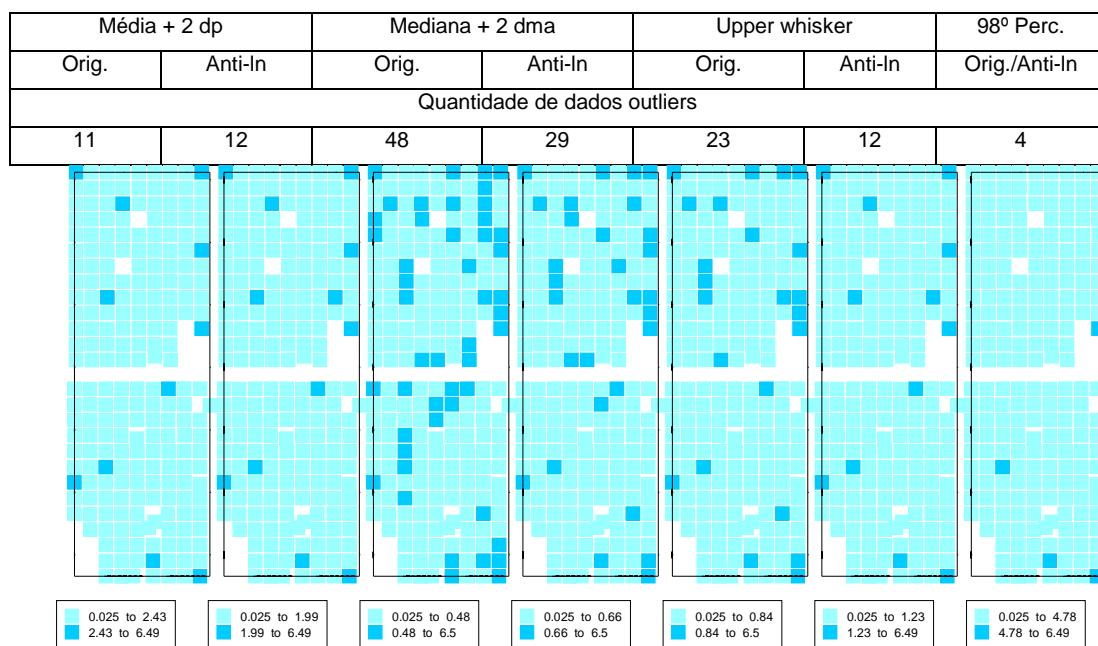 Média + 2 dp Mediana + 2 dma Upper whisker 98º Perc.
Orig. Anti-ln Orig. Anti-ln Orig. Anti-ln Orig./Anti-ln
Quantidade de dados outliers
11 12 48 29 23 12 4
0.025 to 2.43 0.025 to 1.99 0.025 to 0.48 0.025 to 0.66 0.025 to 0.84 0.025 to 1.23 0.025 to 4.78
2.43 to 6.49 1.99 to 6.49 0.48 to 6.5 0.66 to 6.5 0.84 to 6.5 1.23 to 6.49 4.78 to 6.49